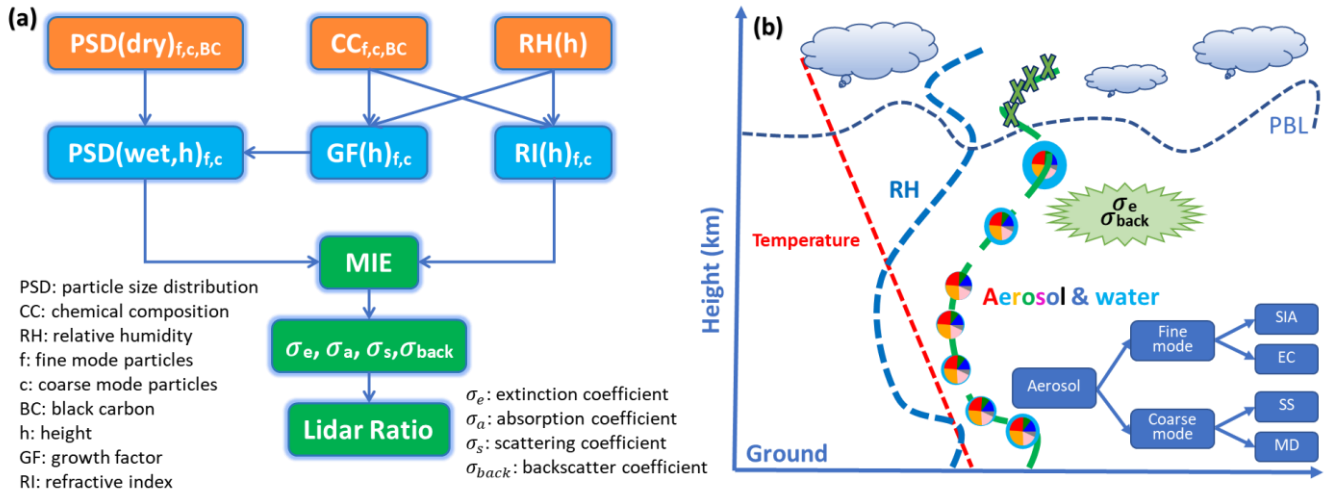 (a)
PSD(dry)f,c,BC
CCf,c,BC
RH(h)
PSD(wet,h)f,c
GF(h)f,c
RI(h)f,c
MIE
σe, σa, σs,σback
Lidar Ratio
PSD: particle size distribution
CC: chemical composition
RH: relative humidity
f: fine mode particles
c: coarse mode particles
BC: black carbon
h: height
GF: growth factor
RI: refractive index
σe: extinction coefficient
σa: absorption coefficient
σs: scattering coefficient
σback: backscatter coefficient
(b)
Height (km)
PBL
RH
σe
σback
Temperature
Aerosol & water
Aerosol
Fine
mode
Coarse
mode
SIA
EC
SS
MD
Ground